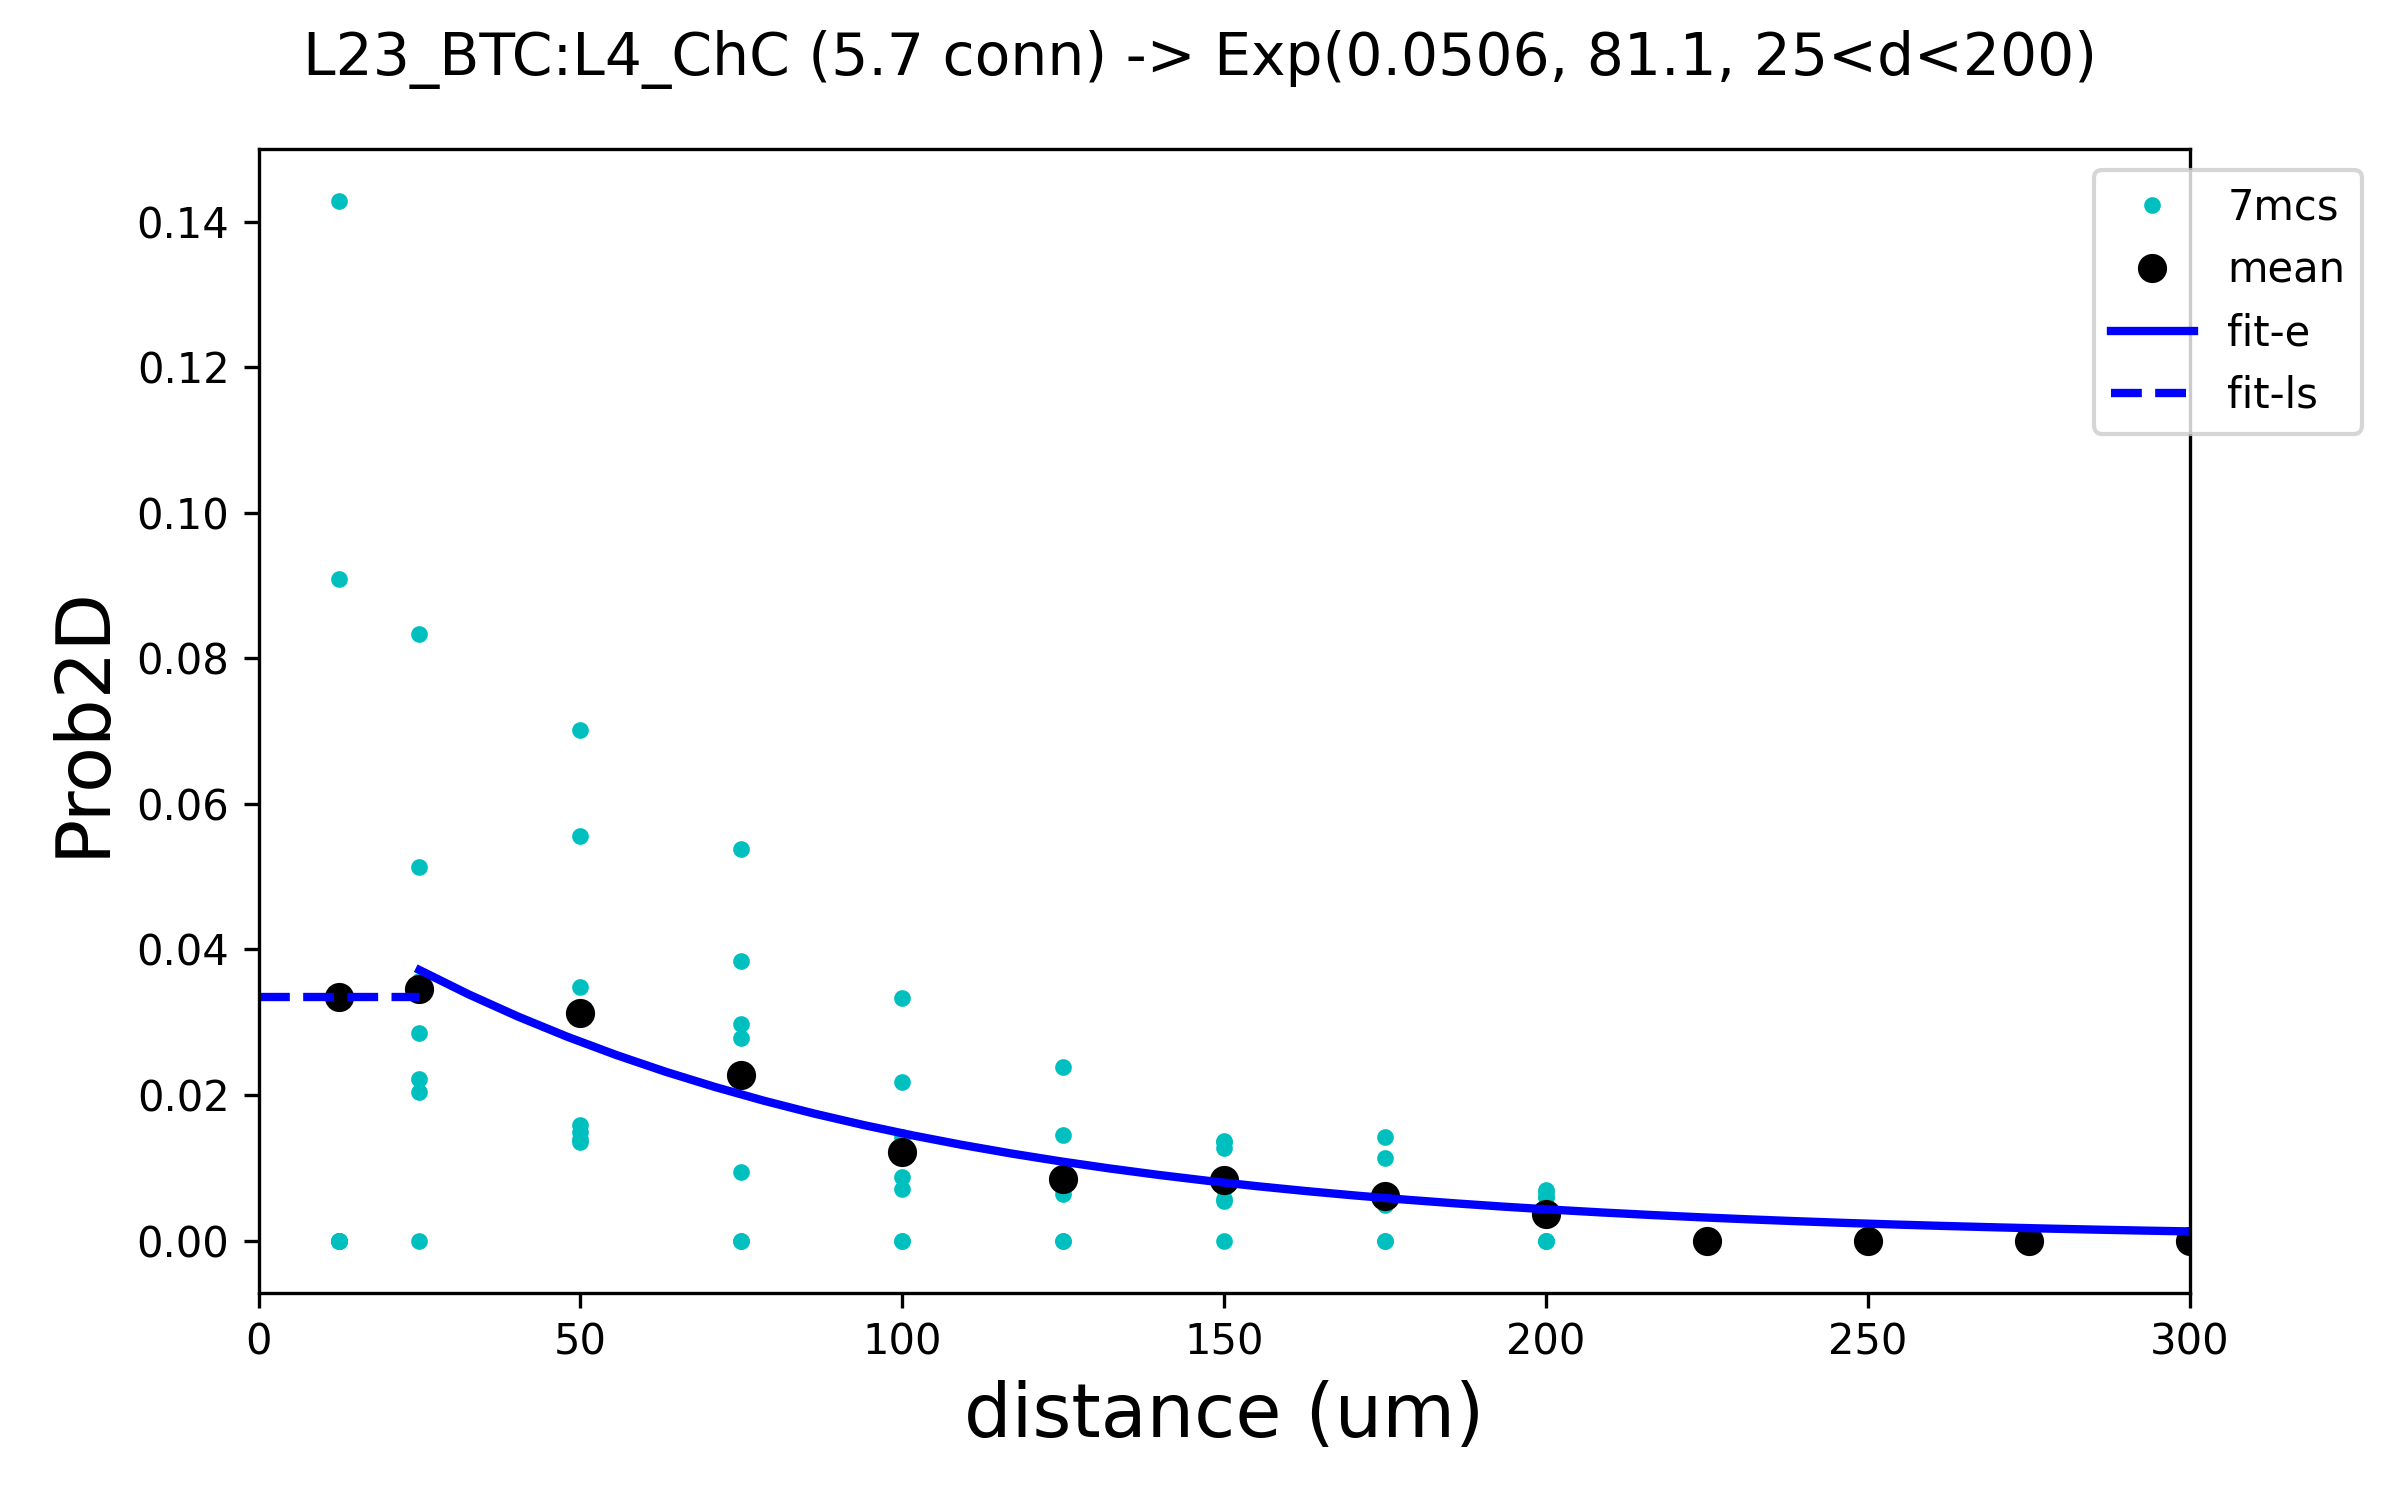 L23_BTC:L4_ChC (5.7 conn) -> Exp(0.0506, 81.1, 25<d<200)
7mcs
mean
fit-e
fit-ls
0.14
0.12
0.10
0.08
0.06
0.04
0.02
0.00
Prob2D
0 50 100 150 200 250 300
distance (um)